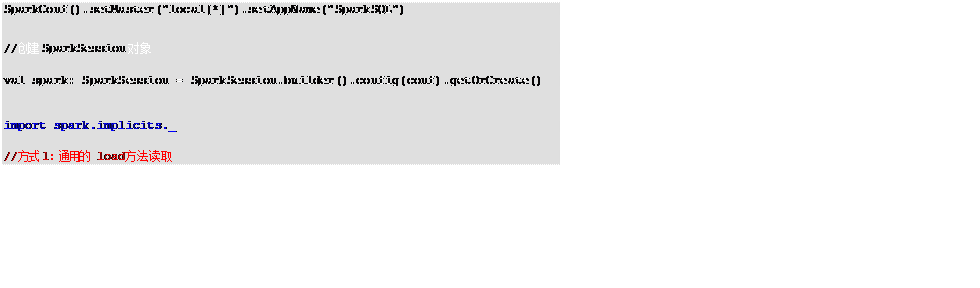 SparkConf().setMaster("local[*]").setAppName("SparkSQL")
//创建 SparkSession 对象
val spark: SparkSession = SparkSession.builder().config(conf).getOrCreate()
import spark.implicits._
//方式 1：通用的 load方法读取